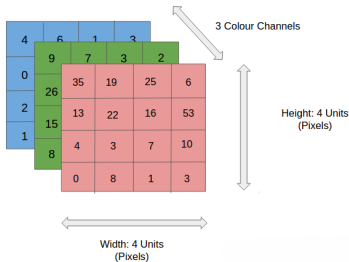 3 Colour Channels
4 6 1 3
0
2
1
9 7 3 2
26
15
8
35 19 25 6
13 22 16 53
4 3 7 10
0 8 1 3
Height: 4 Units
(Pixels)
Width: 4 Units
(Pixels)